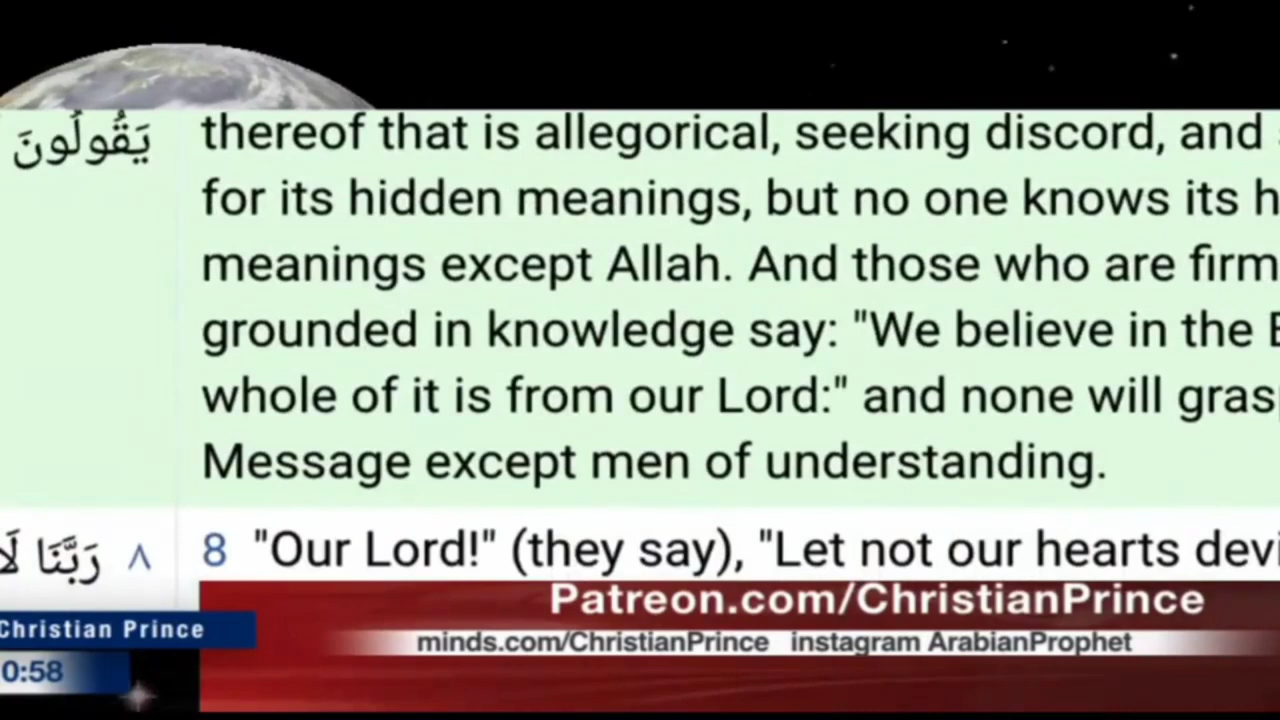 يَقُولُونَ
thereof that is allegorical, seeking discord, and
for its hidden meanings, but no one knows its
meanings except Allah. And those who are
grounded in knowledge say: "We believe in the
whole of it is from our Lord:" and none will
Message except men of understanding.
رَبَّنَا لَا ٨
8 "Our Lord!" (they say), "Let not our hearts
Patreon.com/ChristianPrince
Christian Prince
minds.com/ChristianPrince instagram ArabianProphet
0:58